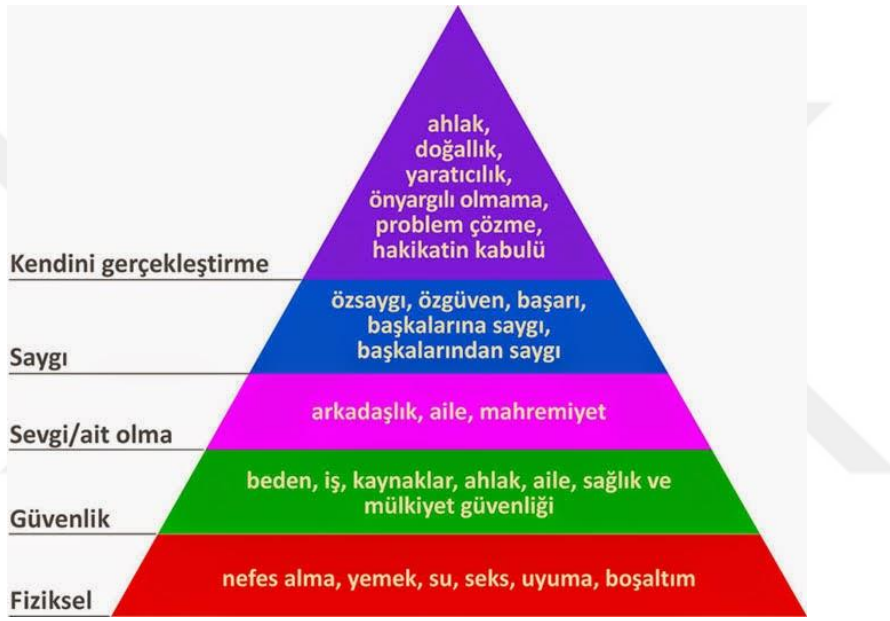 ahlak,
doğallık,
yaratıcılık,
önyargılı olmama,
problem çözme,
hakikatin kabulü
Kendini gerçekleştirme
özsaygı, özgüven, başarı,
başkalarına saygı,
başkalarından saygı
Saygı
arkadaşlık, aile, mahremiyet
Sevgi/ait olma
beden, iş, kaynaklar, ahlak, aile, sağlık ve
mülkiyet güvenliği
Güvenlik
nefes alma, yemek, su, seks, uyuma, boşaltım
Fiziksel